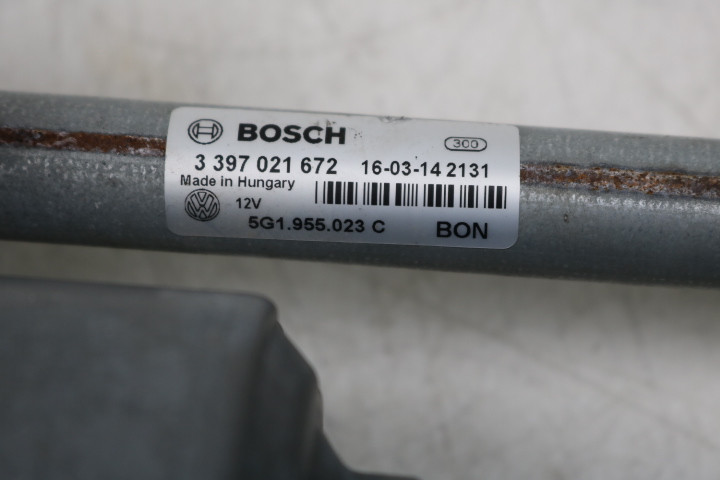 BOSCH 300
3 397 021 672 16-03-14 2131
Made in Hungary
12V
5G1.955.023 C BON